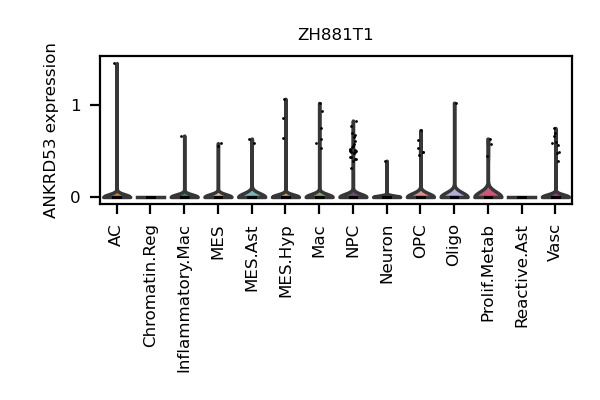 ZH881T1
ANKRD53 expression
1
0
AC
Chromatin.Reg
Inflammatory.Mac
MES
MES.Ast
MES.Hyp
Mac
NPC
Neuron
OPC
Oligo
Prolif.Metab
Reactive.Ast
Vasc